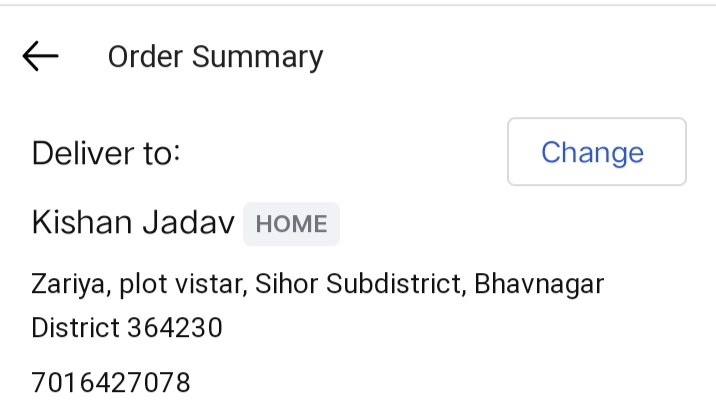 Order Summary
Deliver to:
Change
Kishan Jadav HOME
Zariya, plot vistar, Sihor Subdistrict, Bhavnagar
District 364230
7016427078